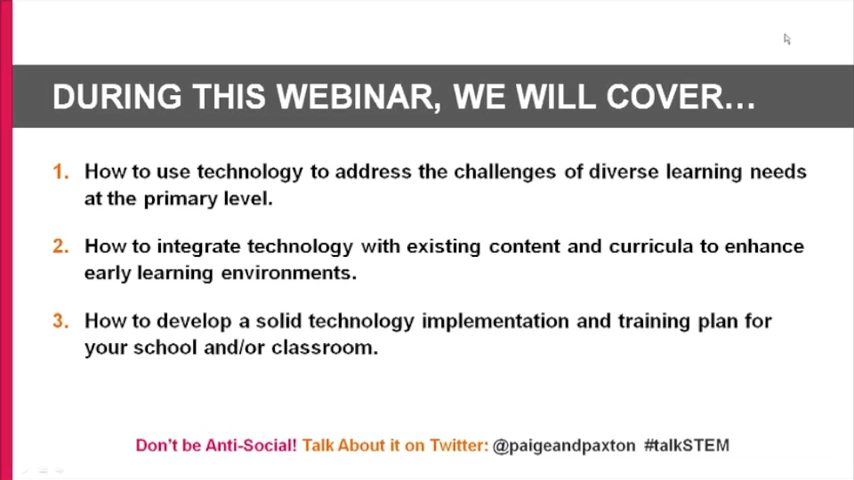 DURING THIS WEBINAR, WE WILL COVER...
1. How to use technology to address the challenges of diverse learning needs
at the primary level.
2. How to integrate technology with existing content and curricula to enhance
early learning environments.
3. How to develop a solid technology implementation and training plan for
your school and/or classroom.
Don't be Anti-Social! Talk About it on Twitter: @paigeandpaxton #talkSTEM